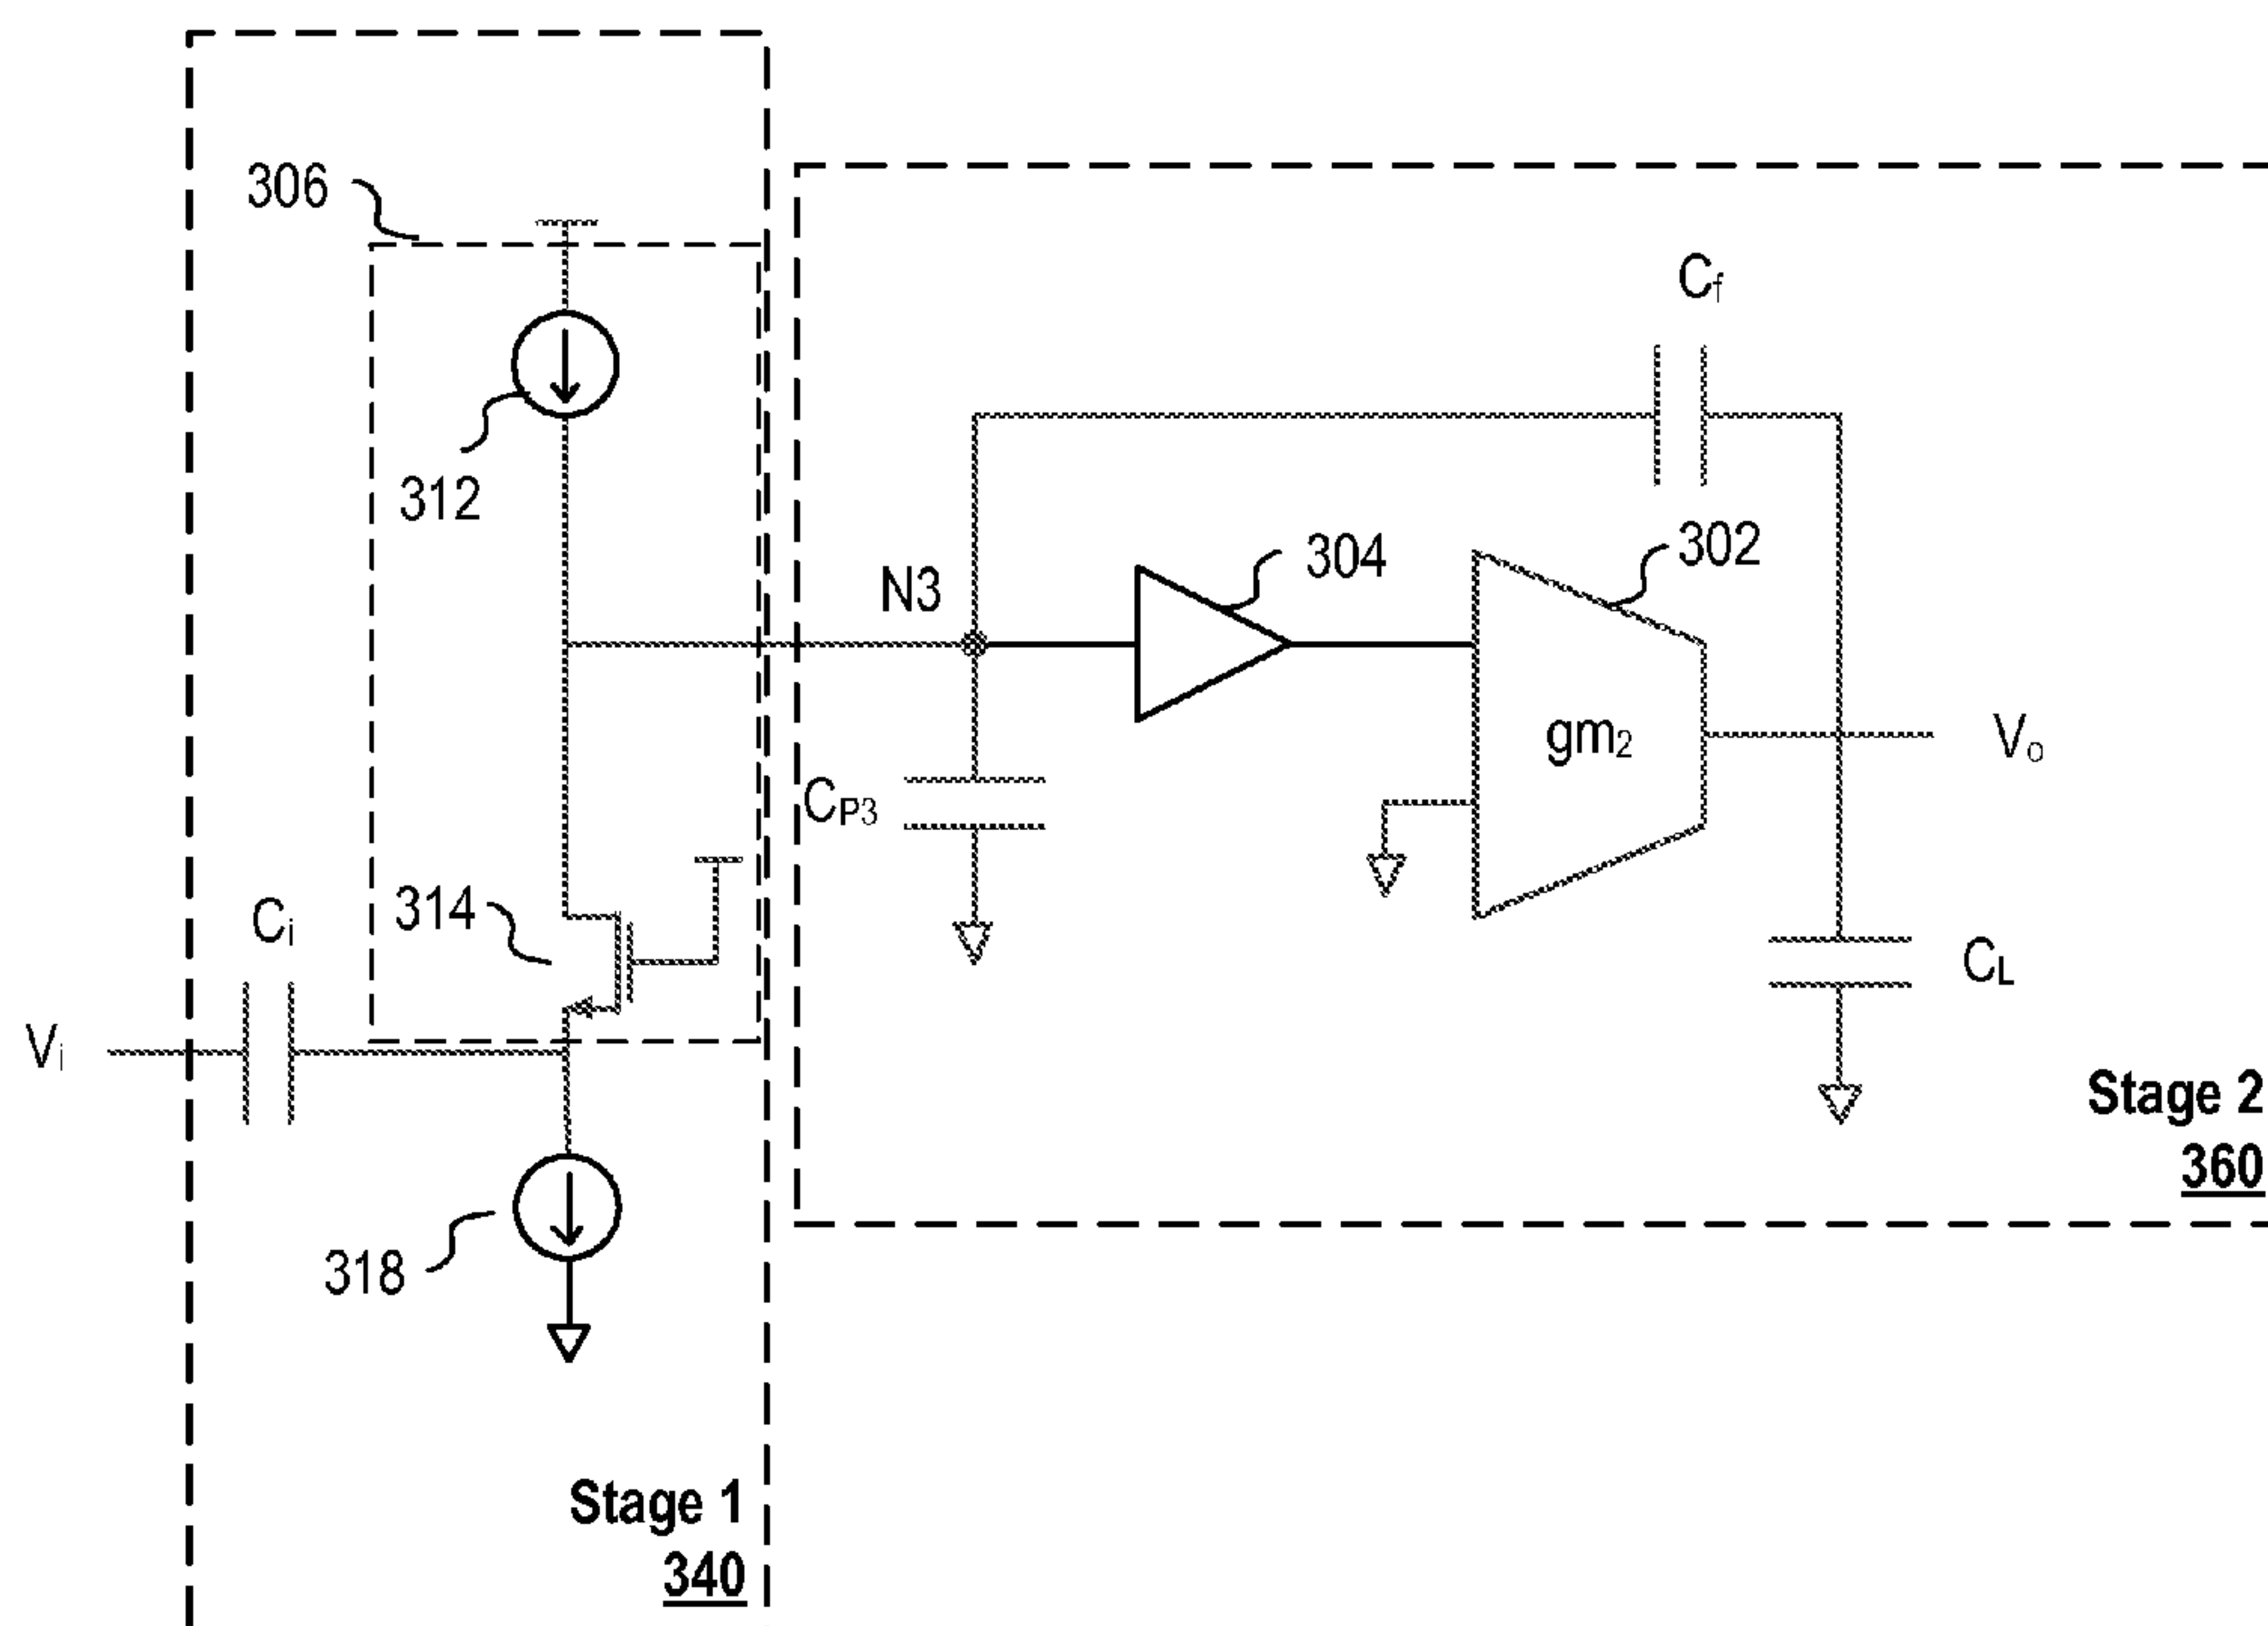 306
312
314
Ci
Vi
318
Stage 1
340
N3
CP3
304
302
gm2
Cf
Vo
CL
Stage 2
360